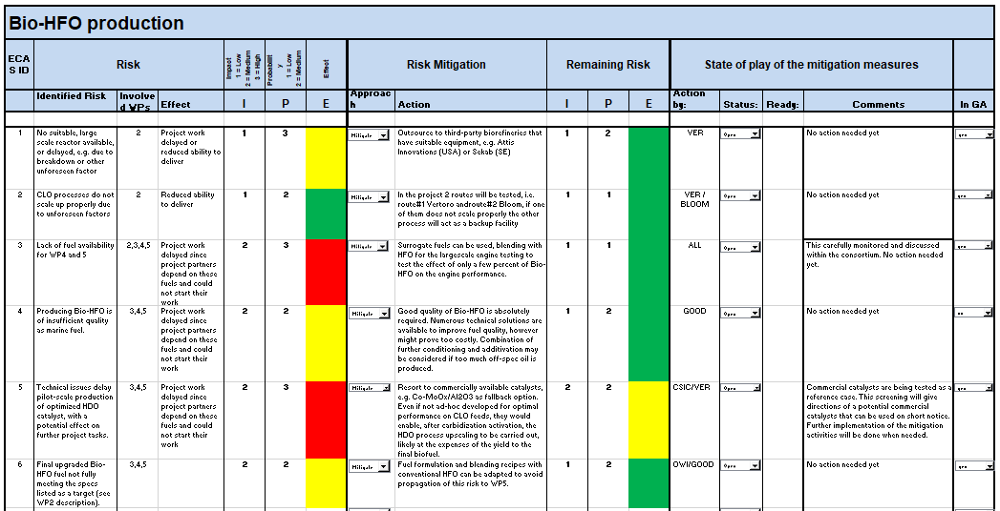 Bio-HFO production
ECA
S ID
Risk
Impact
1 = Low
2 = Medium
3 = High
Probabilit
y
1 = Low
2 = Medium
Effect
Risk Mitigation
Remaining Risk
State of play of the mitigation measures
Identified Risk
Involve
d WPs
Effect
I
P
E
Approac
h
Action
I
P
E
Action
by:
Status:
Ready:
Comments
In GA
1
No suitable, large
scale reactor available,
or delayed, e.g. due to
breakdown or other
unforeseen factor
2
Project work
delayed or
reduced ability to
deliver
1
3
Mitigate
Outsource to third-party biorefineries that
have suitable equipment, e.g. Attis
Innovations (USA) or Sekab (SE)
1
2
VER
Open
No action needed yet
yes
2
CLO processes do not
scale up properly due
to unforeseen factors
2
Reduced ability
to deliver
1
2
Mitigate
In the project 2 routes will be tested, i.e.
route#1 Vertoro androute#2 Bloom, if one
of them does not scale properly the other
process will act as a backup facility
1
1
VER /
BLOOM
Open
No action needed yet
yes
3
Lack of fuel availability
for WP4 and 5
2,3,4,5
Project work
delayed since
project partners
depend on these
fuels and could
not start their
work
2
3
Mitigate
Surrogate fuels can be used, blending with
HFO for the largescale engine testing to
test the effect of only a few percent of Bio-
HFO on the engine performance.
1
1
ALL
Open
This carefully monitored and discussed
within the consortium. No action needed
yet.
yes
4
Producing Bio-HFO is
of insufficient quality
as marine fuel.
3,4,5
Project work
delayed since
project partners
depend on these
fuels and could
not start their
work
2
2
Mitigate
Good quality of Bio-HFO is absolutely
required. Numerous technical solutions are
available to improve fuel quality, however
might prove too costly. Combination of
further conditioning and additivation may
be considered if too much off-spec oil is
produced.
1
2
GOOD
Open
No action needed yet
no
5
Technical issues delay
pilot-scale production
of optimized HDO
catalyst, with a
potential effect on
further project tasks.
3,4,5
Project work
delayed since
project partners
depend on these
fuels and could
not start their
work
2
3
Mitigate
Resort to commercially available catalysts,
e.g. Co-MoOx/Al2O3 as fallback option.
Even if not ad-hoc developed for optimal
performance on CLO feeds, they would
enable, after carbidization activation, the
HDO process upscaling to be carried out,
likely at the expenses of the yield to the
final biofuel.
2
2
CSIC/VER
Open
Commercial catalysts are being tested as a
reference case. This screening will give
directions of a potential commercial
catalysts that can be used on short notice.
Further implementation of the mitigation
activities will be done when needed.
yes
6
Final upgraded Bio-
HFO fuel not fully
meeting the specs
listed as a target (see
WP2 description).
3,4,5
2
2
Mitigate
Fuel formulation and blending recipes with
conventional HFO can be adapted to avoid
propagation of this risk to WP5.
1
2
OWI/GOOD
Open
No action needed yet
yes